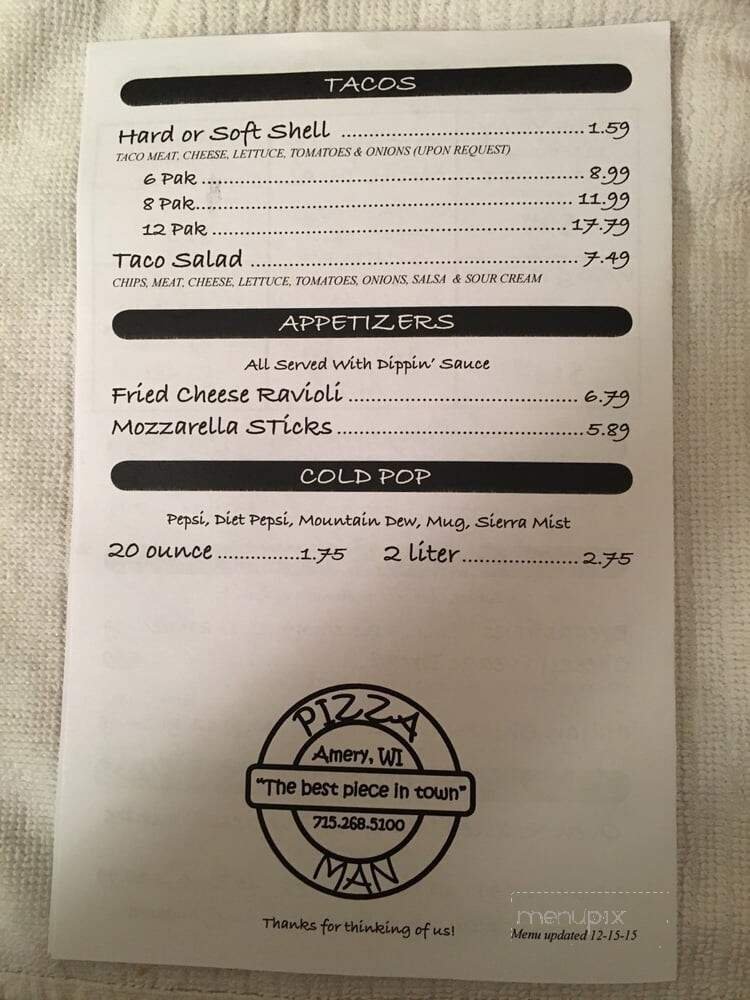 TACOS
Hard or Soft Shell ........................................ 1.59
TACO MEAT, CHEESE, LETTUCE, TOMATOES & ONIONS (UPON REQUEST)
6 Pak ........................................ 8.99
8 Pak ........................................ 11.99
12 Pak ........................................ 17.79
Taco Salad ........................................ 7.49
CHIPS, MEAT, CHEESE, LETTUCE, TOMATOES, ONIONS, SALSA & SOUR CREAM
APPETIZERS
All Served With Dippin' Sauce
Fried Cheese Ravioli ........................................ 6.79
Mozzarella STicks ........................................ 5.89
COLD POP
Pepsi, Diet Pepsi, Mountain Dew, Mug, Sierra Mist
20 ounce ...............1.75 2 liter ..................... 2.75
PIZZA
Amery, WI
"The best piece in town"
715.268.5100
MAN
Thanks for thinking of us!
menupix
Menu updated 12-15-15